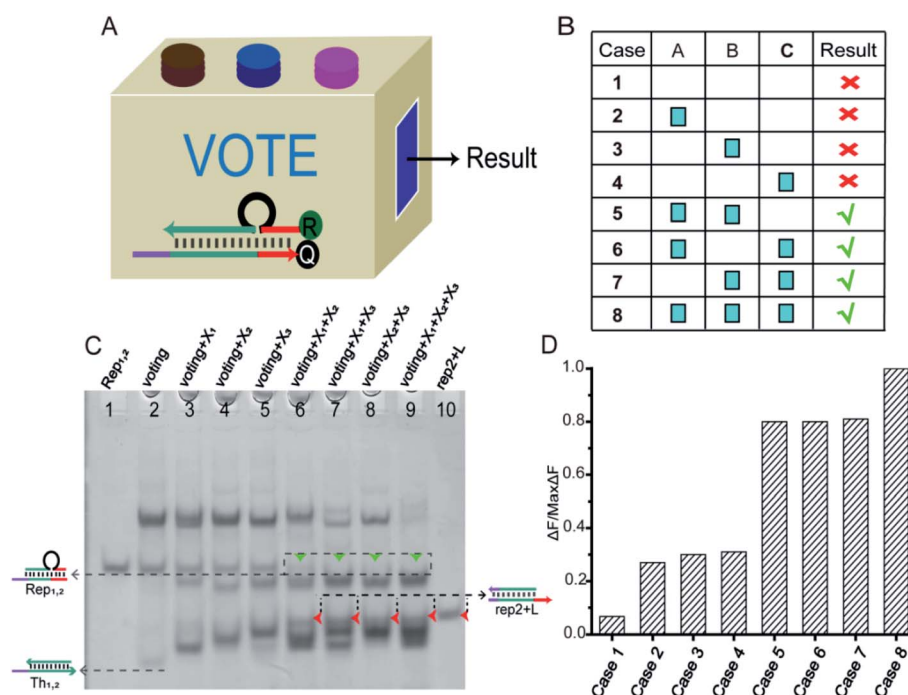 A
VOTE
Result
R
Q
B
Case A B C Result
1
2
3
4
5
6
7
8
C
Rep₁,₂
voting
voting+X₁
voting+X₂
voting+X₃
voting+X₁+X₂
voting+X₁+X₃
voting+X₂+X₃
voting+X₁+X₂+X₃
rep2+L
1 2 3 4 5 6 7 8 9 10
Rep₁,₂
rep2+L
Th₁,₂
D
ΔF/MaxΔF
1.0
0.8
0.6
0.4
0.2
0.0
Case 1 Case 2 Case 3 Case 4 Case 5 Case 6 Case 7 Case 8